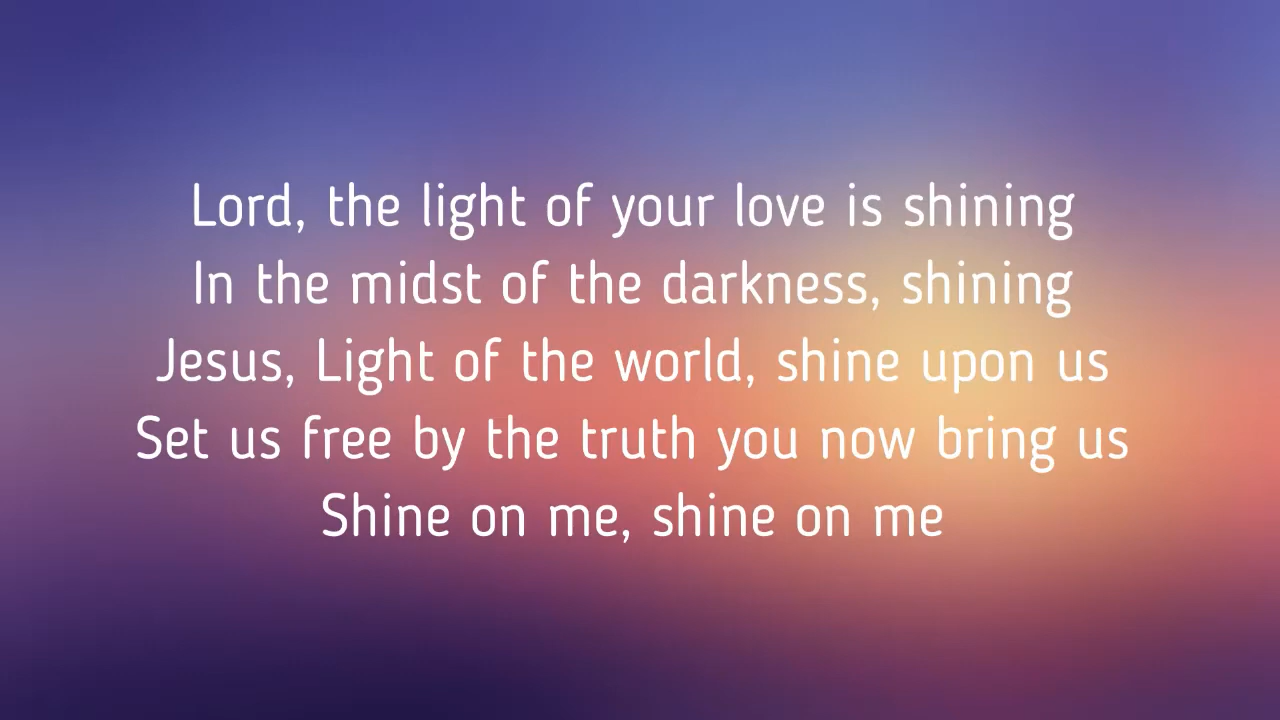 Lord, the light of your love is shining
In the midst of the darkness, shining
Jesus, Light of the world, shine upon us
Set us free by the truth you now bring us
Shine on me, shine on me